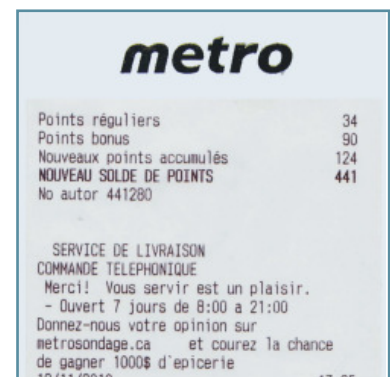 metro
Points réguliers 34
Points bonus 90
Nouveaux points accumulés 124
NOUVEAU SOLDE DE POINTS 441
No autor 441280
SERVICE DE LIVRAISON
COMMANDE TELEPHONIQUE
Merci! Vous servir est un plaisir.
- Ouvert 7 jours de 8:00 a 21:00
Donnez-nous votre opinion sur
metrosondage.ca et courez la chance
de gagner 1000$ d'epicerie